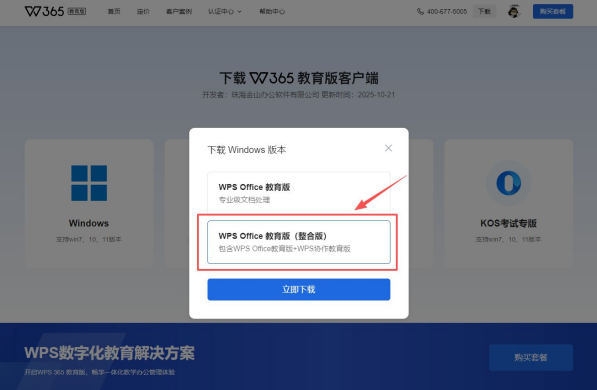 W365 教育版 首页 定价 客户案例 认证中心 帮助中心 400-677-5005 下载 购买套餐
下载 W365 教育版客户端
开发者：珠海金山办公软件有限公司 更新时间：2025-10-21
下载 Windows 版本
WPS Office 教育版
专业级文档处理
WPS Office 教育版（整合版）
包含WPS Office教育版+WPS协作教育版
立即下载
Windows
支持win7、10、11版本
KOS考试专版
支持win7、10、11版本
WPS数字化教育解决方案
开启WPS 365 教育版，畅享一体化数字办公管理体验
购买套餐